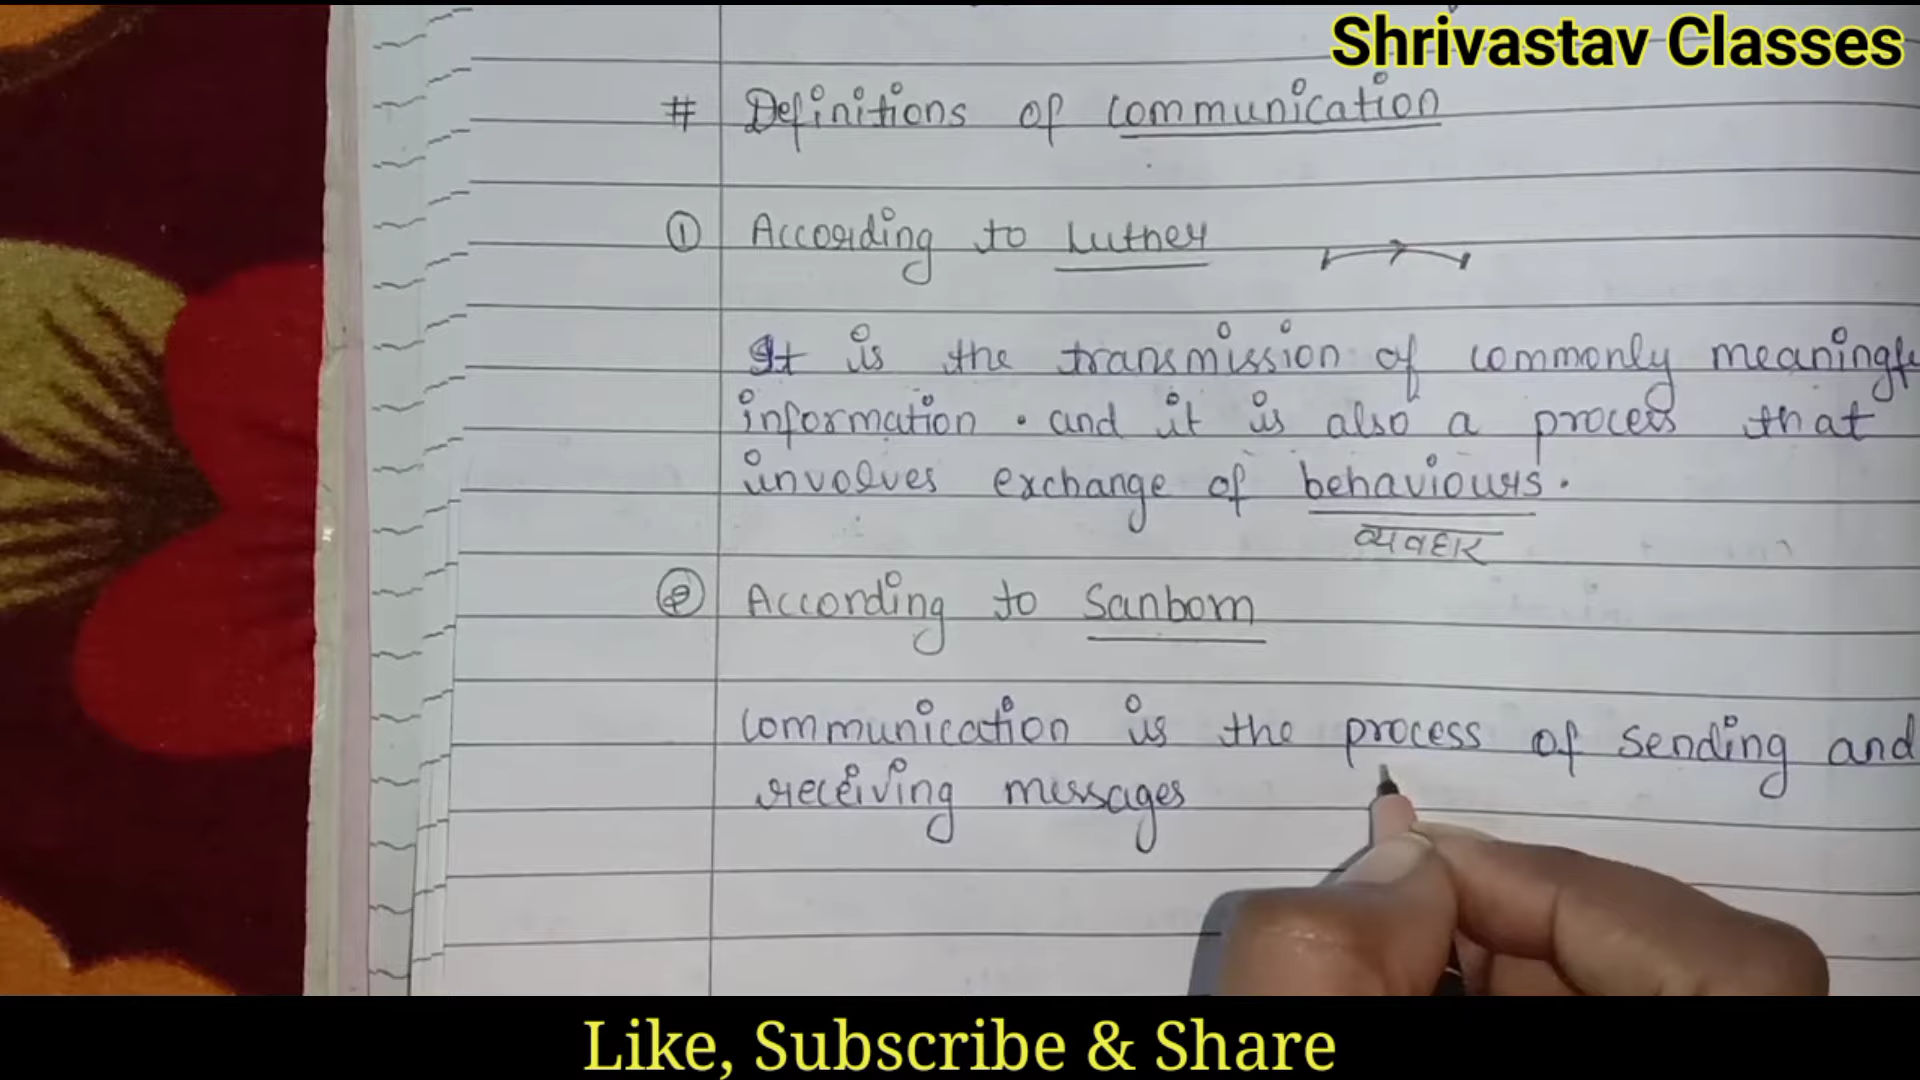 Shrivastav Classes
# Definitions of Communication
① According to Luther
It is the transmission of commonly meaningfu
information. and it is also a process that
involves exchange of behaviours.
व्यवहार
② According to Sanborn
Communication is the process of sending and
receiving messages
Like, Subscribe & Share